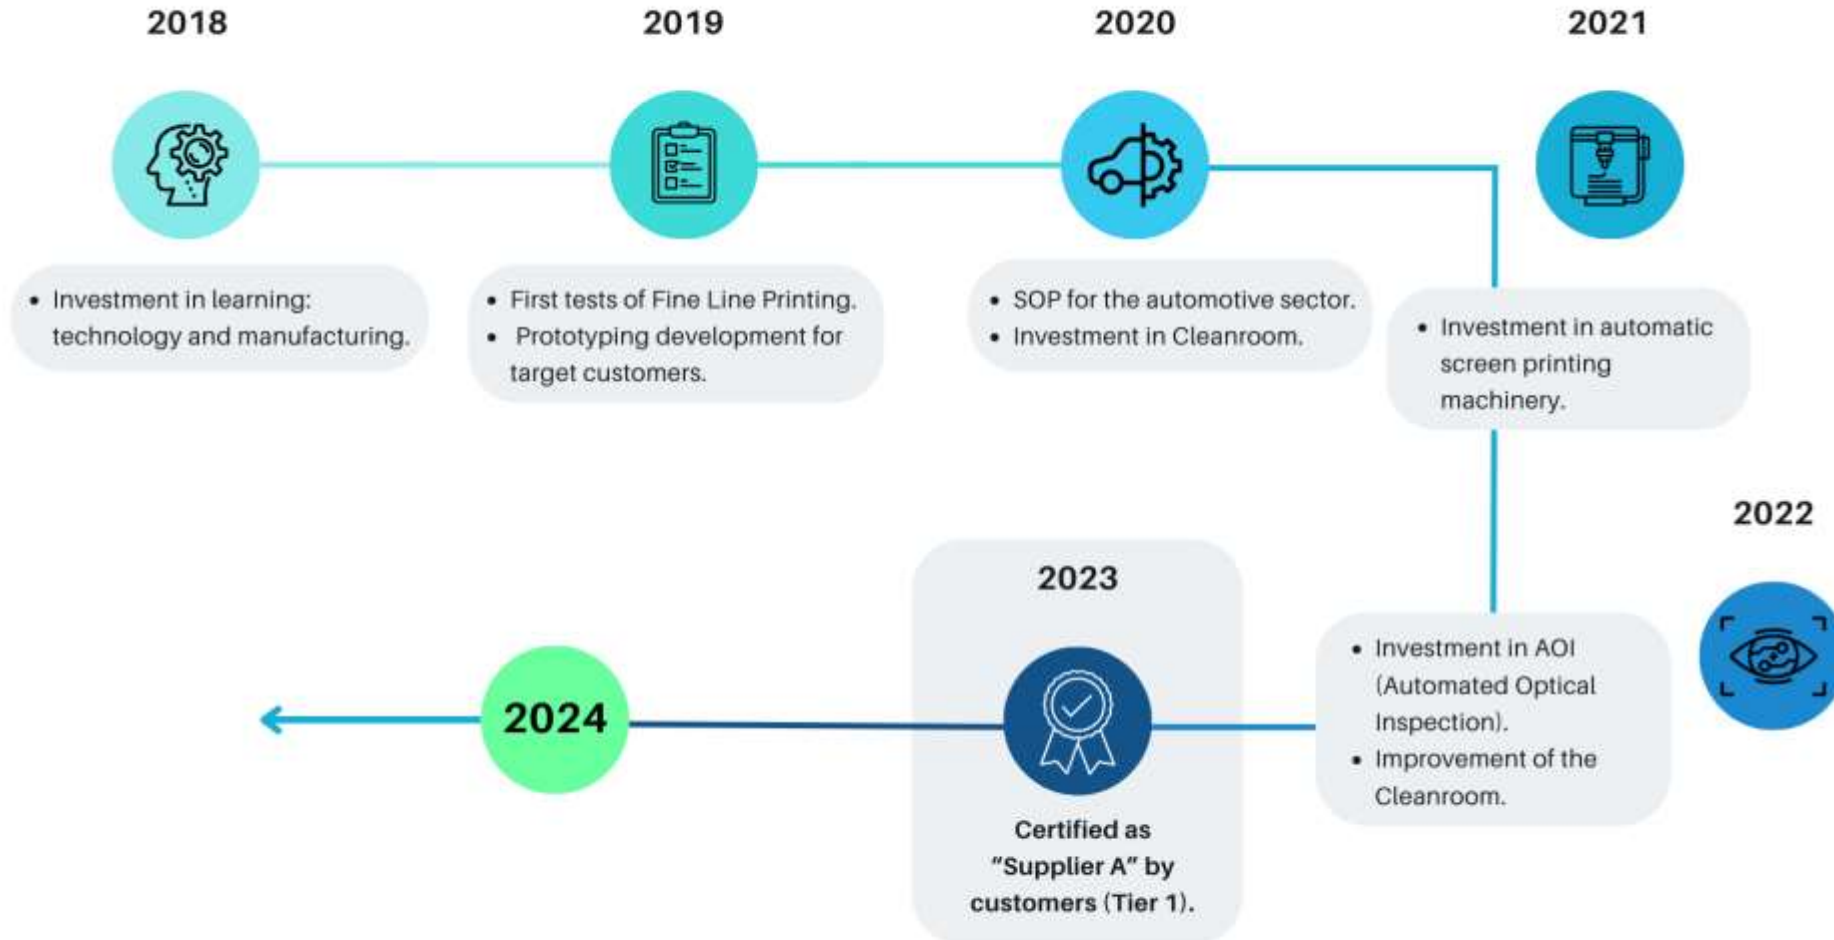 2018
2019
2020
2021
• Investment in learning:
technology and manufacturing.
• First tests of Fine Line Printing.
• Prototyping development for
target customers.
• SOP for the automotive sector.
• Investment in Cleanroom.
• Investment in automatic
screen printing
machinery.
2022
• Investment in AOI
(Automated Optical
Inspection).
• Improvement of the
Cleanroom.
2023
Certified as
“Supplier A” by
customers (Tier 1).
2024